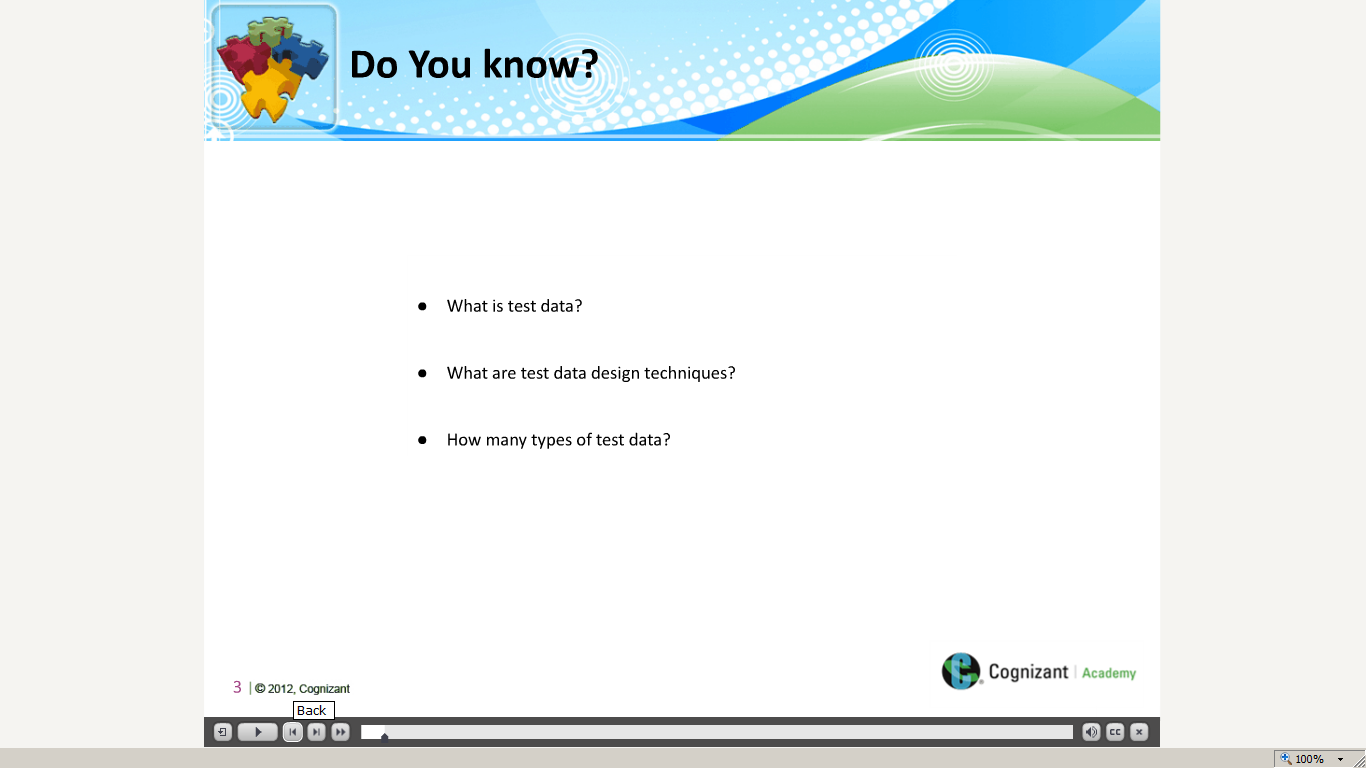 Do You know?
● What is test data?
● What are test data design techniques?
● How many types of test data?
Cognizant | Academy
3 | © 2012, Cognizant
Back
CC
100%